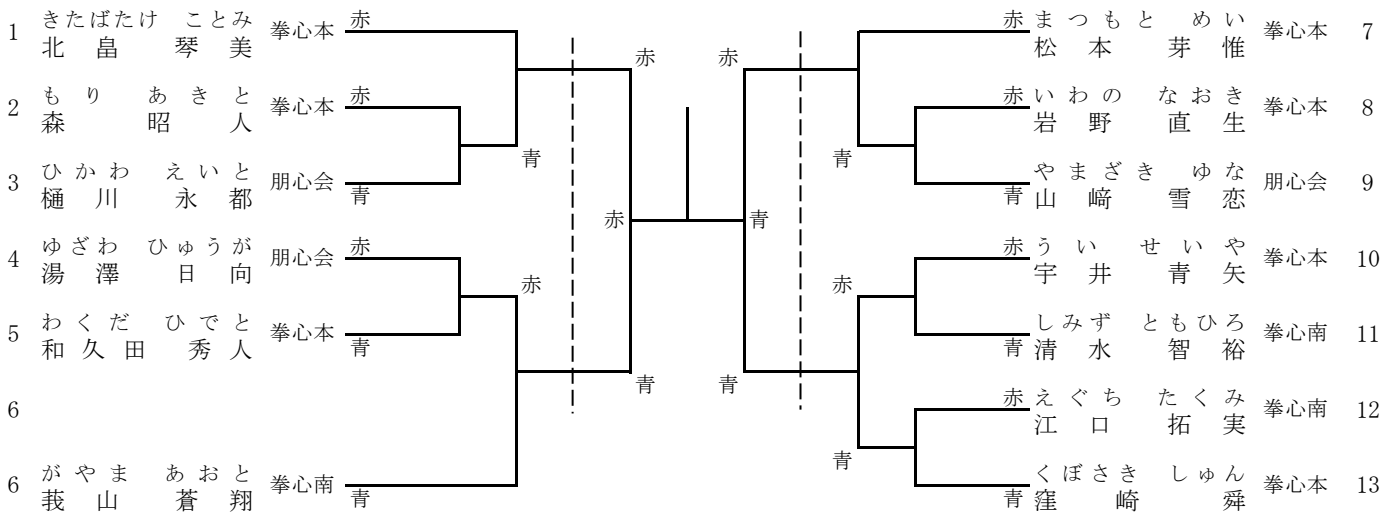 きたばたけ ことみ
1 北畠 琴美 拳心本 赤
もり あきと
2 森 昭人 拳心本 赤
青
ひかわ えいと
3 樋川 永都 朋心会 青
ゆざわ ひゅうが
4 湯澤 日向 朋心会 赤
赤
わくだ ひでと
5 和久田 秀人 拳心本 青
6
がやま あおと
6 莪山 蒼翔 拳心南 青
赤
赤
青
赤
青
青
赤 まつもと めい
松本 芽惟 拳心本 7
赤 いわの なおき
岩野 直生 拳心本 8
青
やまざき ゆな
青 山﨑 雪恋 朋心会 9
赤 うい せいや
宇井 青矢 拳心本 10
赤
しみず ともひろ
青 清水 智裕 拳心南 11
赤 えぐち たくみ
江口 拓実 拳心南 12
青
くぼさき しゅん
青 窪崎 舜 拳心本 13